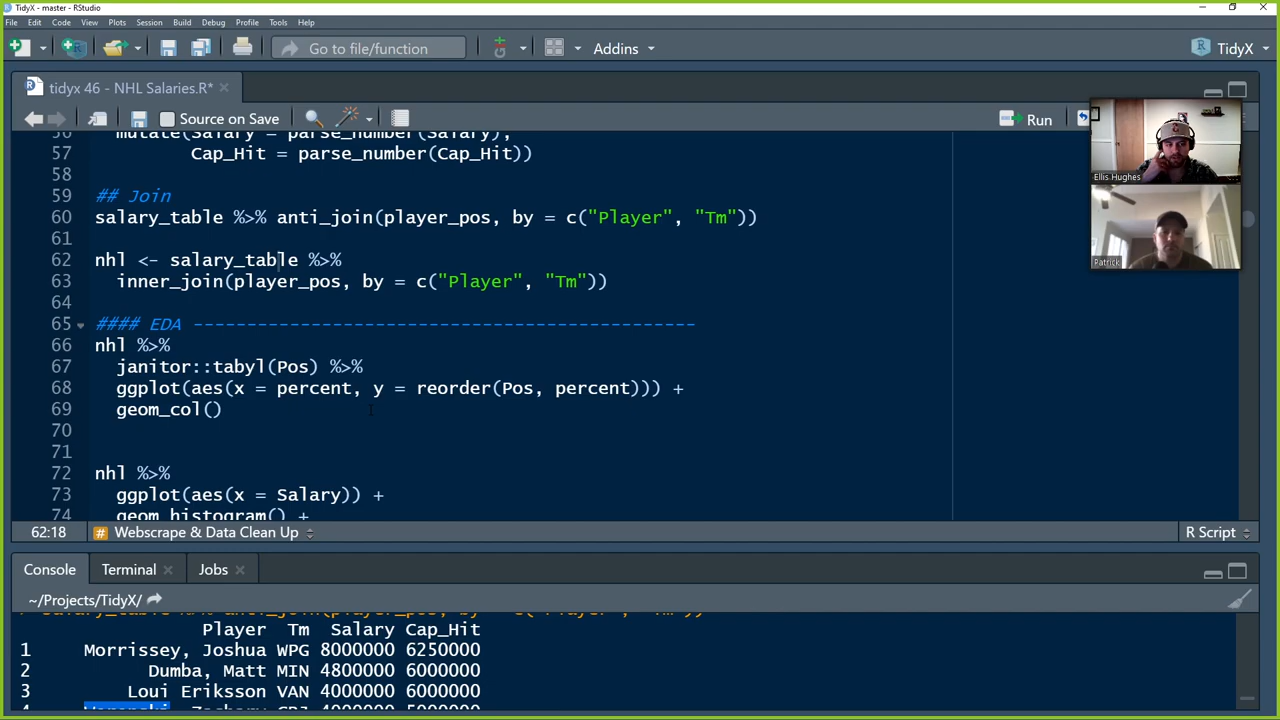 TidyX - master - RStudio
File Edit Code View Plots Session Build Debug Profile Tools Help
Go to file/function Addins TidyX
tidyx 46 - NHL Salaries.R*
Source on Save Run
56 mutate(Salary = parse_number(Salary),
57 Cap_Hit = parse_number(Cap_Hit))
58
59 ## Join
60 salary_table %>% anti_join(player_pos, by = c("Player", "Tm"))
61
62 nhl <- salary_table %>%
63 inner_join(player_pos, by = c("Player", "Tm"))
64
65 #### EDA -----------------------------------------------
66 nhl %>%
67 janitor::tabyl(Pos) %>%
68 ggplot(aes(x = percent, y = reorder(Pos, percent))) +
69 geom_col()
70
71
72 nhl %>%
73 ggplot(aes(x = Salary)) +
74 geom_histogram() +
Ellis Hughes
Patrick
62:18 # Webscrape & Data Clean Up R Script
Console Terminal Jobs
~/Projects/TidyX/
salary_table %>% anti_join(player_pos, by = c("Player", "Tm"))
Player Tm Salary Cap_Hit
1 Morrissey, Joshua WPG 8000000 6250000
2 Dumba, Matt MIN 4800000 6000000
3 Loui Eriksson VAN 4000000 6000000
4 Werenski, Zachary CBJ 4000000 5000000